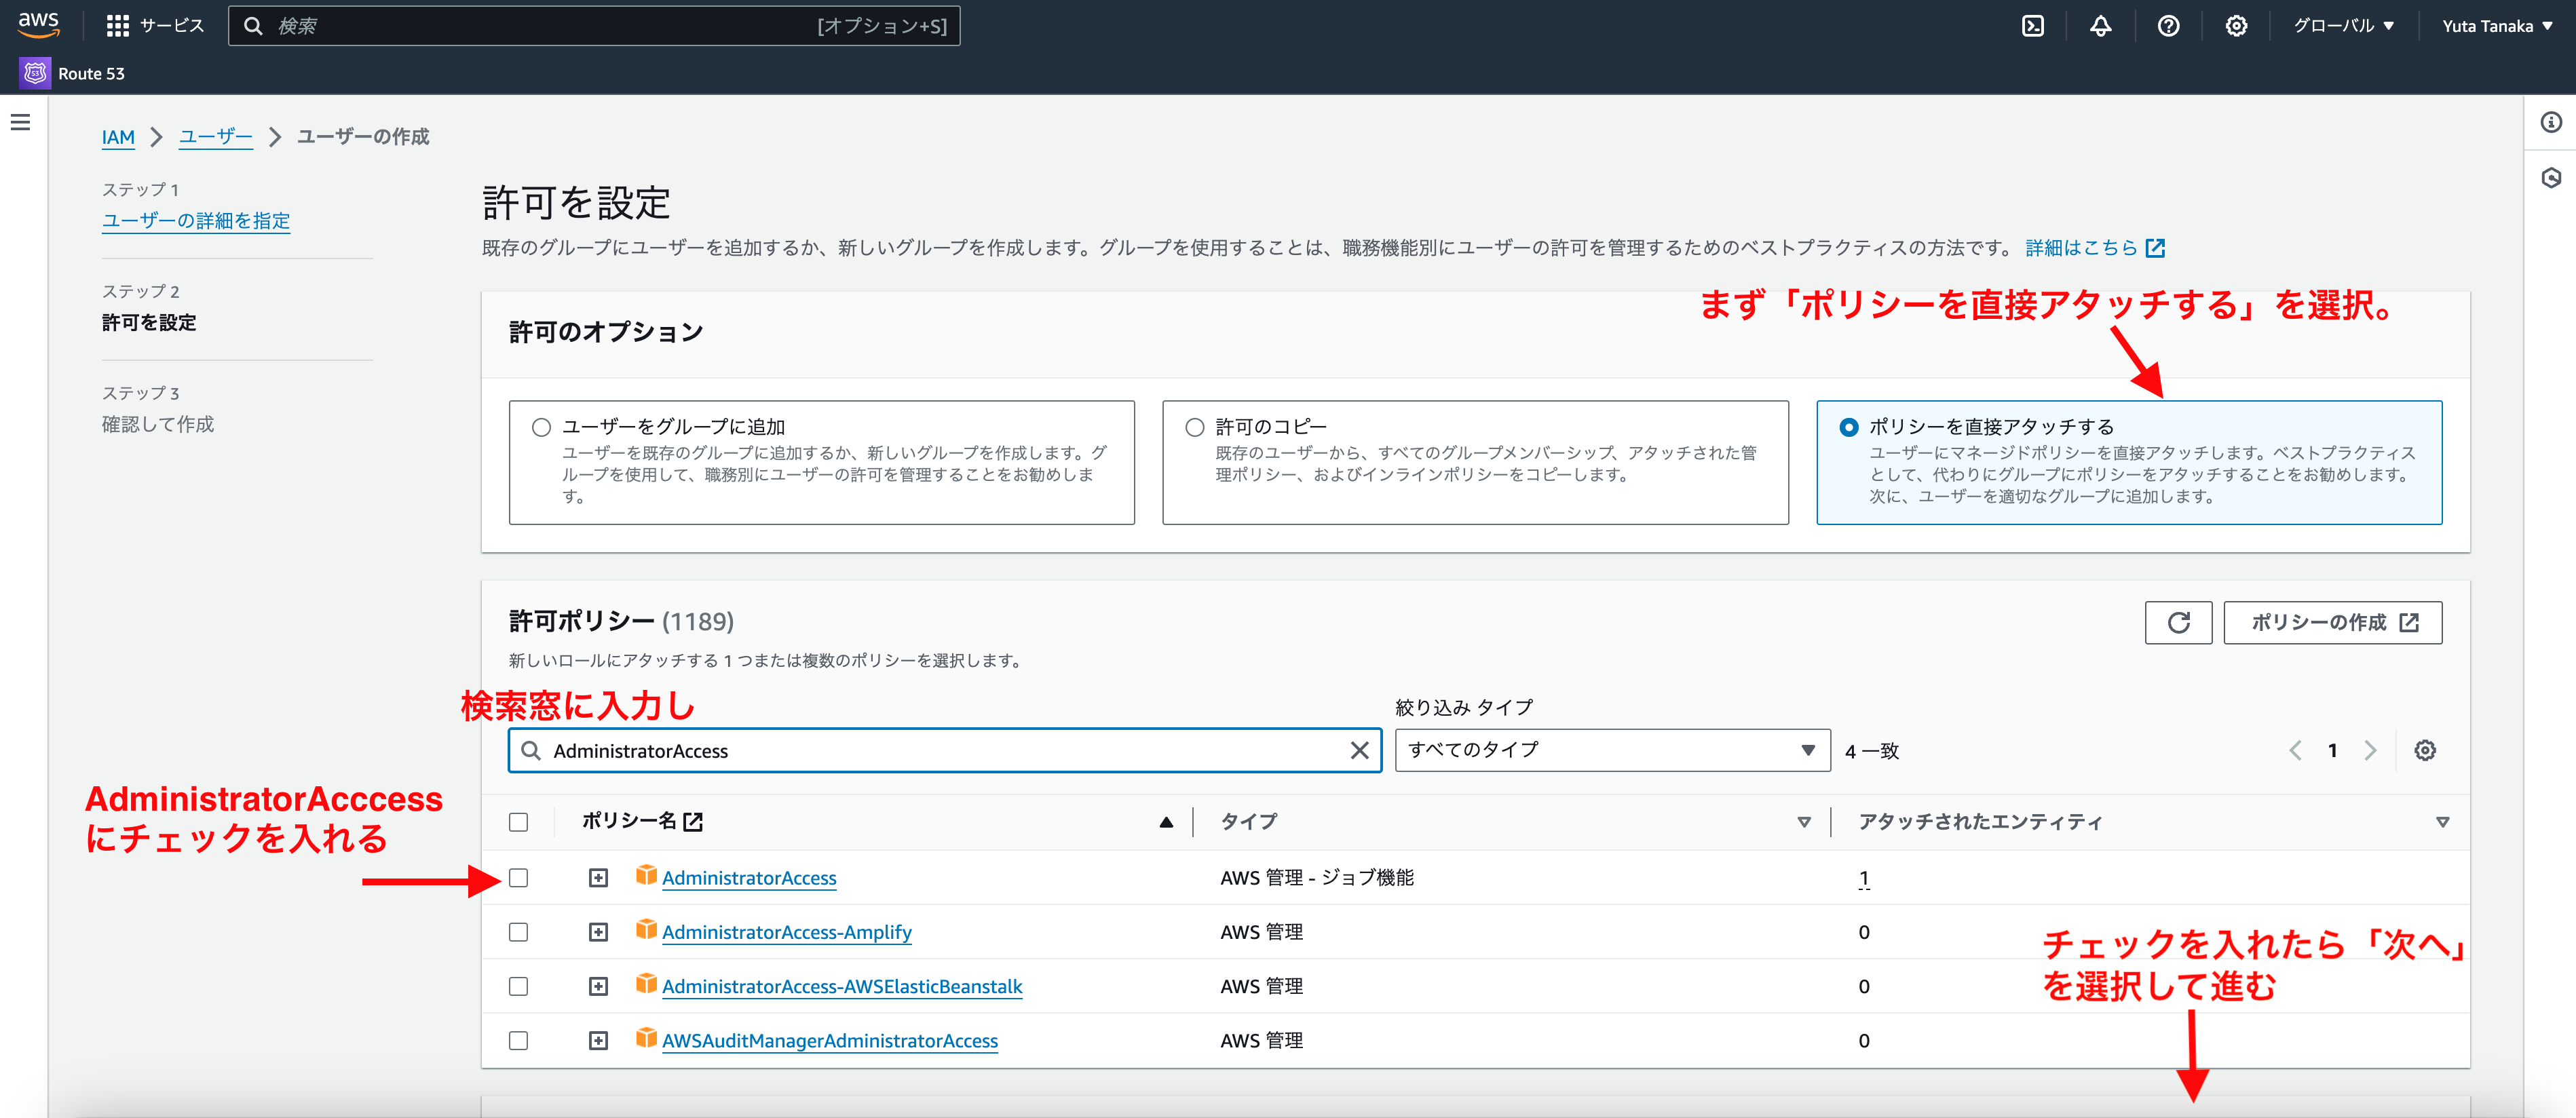 aws
サービス
検索
[オプション+S]
グローバル ▼
Yuta Tanaka ▼
Route 53
IAM > ユーザー > ユーザーの作成
ステップ 1
ユーザーの詳細を指定
ステップ 2
許可を設定
ステップ 3
確認して作成
許可を設定
既存のグループにユーザーを追加するか、新しいグループを作成します。グループを使用することは、職務機能別にユーザーの許可を管理するためのベストプラクティスの方法です。 詳細はこちら
まず「ポリシーを直接アタッチする」を選択。
許可のオプション
ユーザーをグループに追加
ユーザーを既存のグループに追加するか、新しいグループを作成します。グ
ループを使用して、職務別にユーザーの許可を管理することをお勧めしま
す。
許可のコピー
既存のユーザーから、すべてのグループメンバーシップ、アタッチされた管
理ポリシー、およびインラインポリシーをコピーします。
ポリシーを直接アタッチする
ユーザーにマネージドポリシーを直接アタッチします。ベストプラクティス
として、代わりにグループにポリシーをアタッチすることをお勧めします。
次に、ユーザーを適切なグループに追加します。
許可ポリシー (1189)
ポリシーの作成
新しいロールにアタッチする 1 つまたは複数のポリシーを選択します。
検索窓に入力し
絞り込み タイプ
AdministratorAccess
すべてのタイプ
4 一致
1
AdministratorAcccess
にチェックを入れる
ポリシー名
タイプ
アタッチされたエンティティ
AdministratorAccess
AWS 管理 - ジョブ機能
1
AdministratorAccess-Amplify
AWS 管理
0
AdministratorAccess-AWSElasticBeanstalk
AWS 管理
0
AWSAuditManagerAdministratorAccess
AWS 管理
0
チェックを入れたら「次へ」
を選択して進む